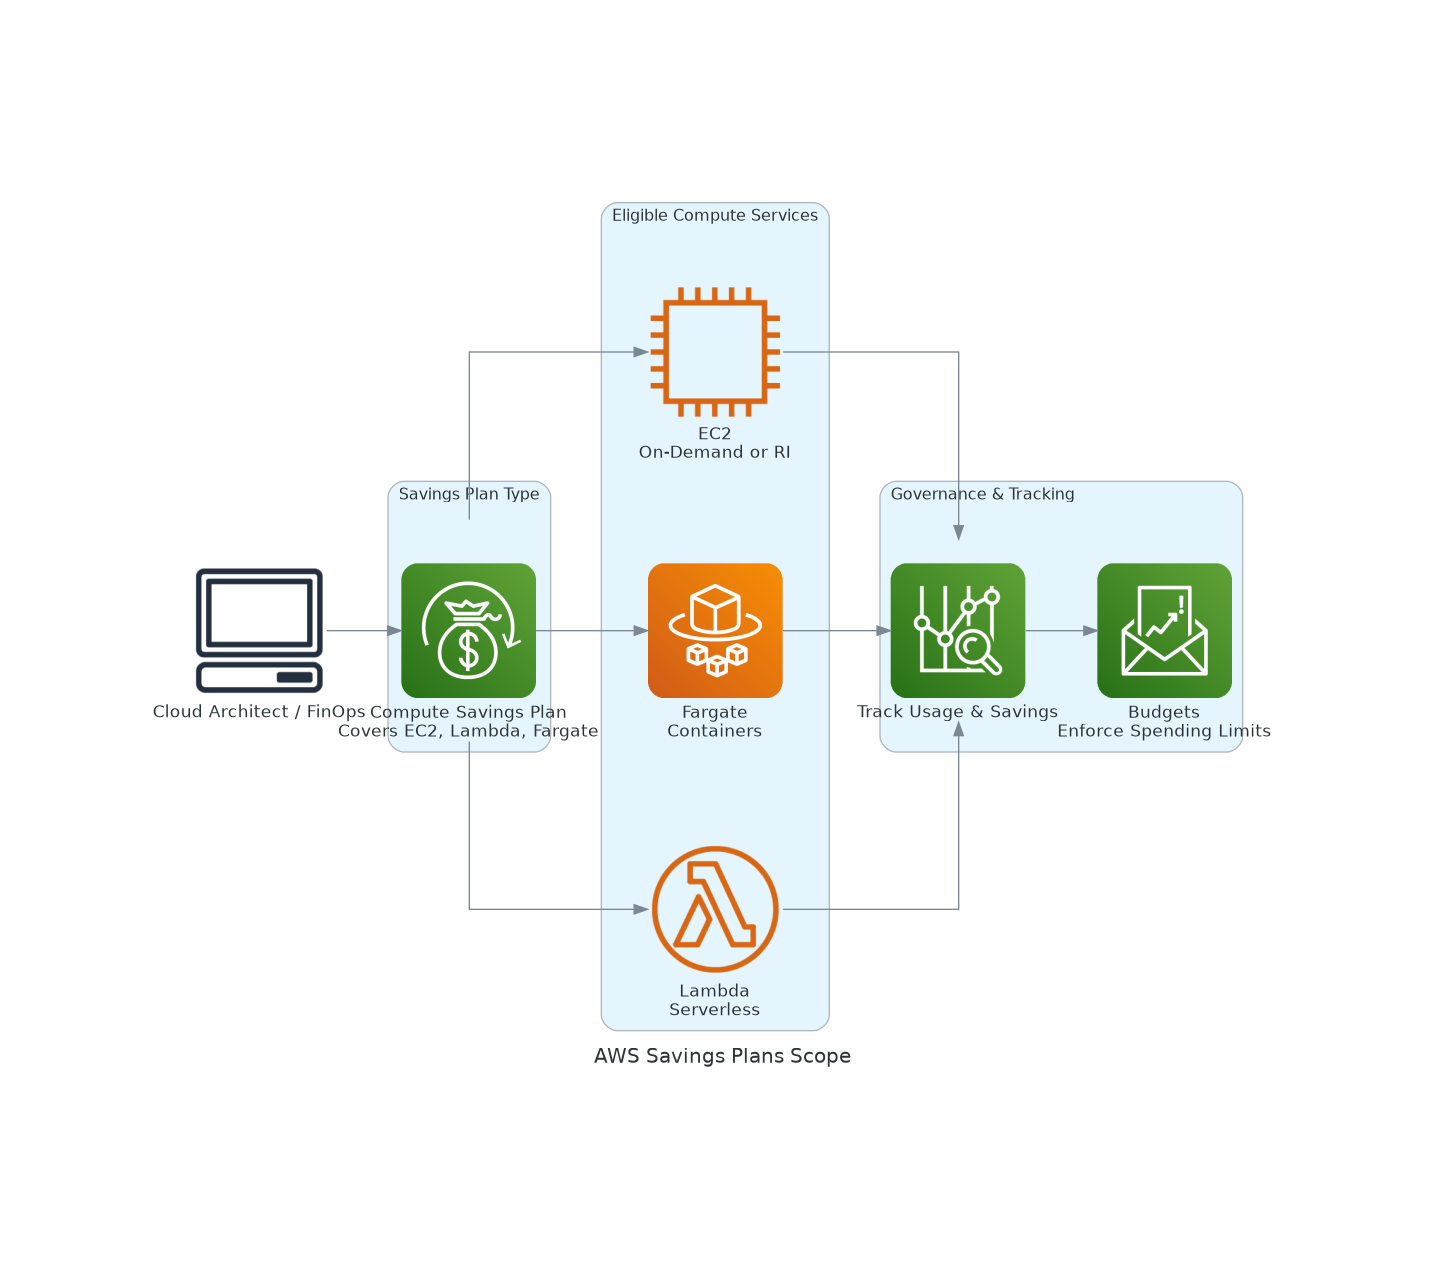 Eligible Compute Services
EC2
On-Demand or RI
Savings Plan Type
Governance & Tracking
Cloud Architect / FinOps
Compute Savings Plan
Covers EC2, Lambda, Fargate
Fargate
Containers
Track Usage & Savings
Budgets
Enforce Spending Limits
Lambda
Serverless
AWS Savings Plans Scope